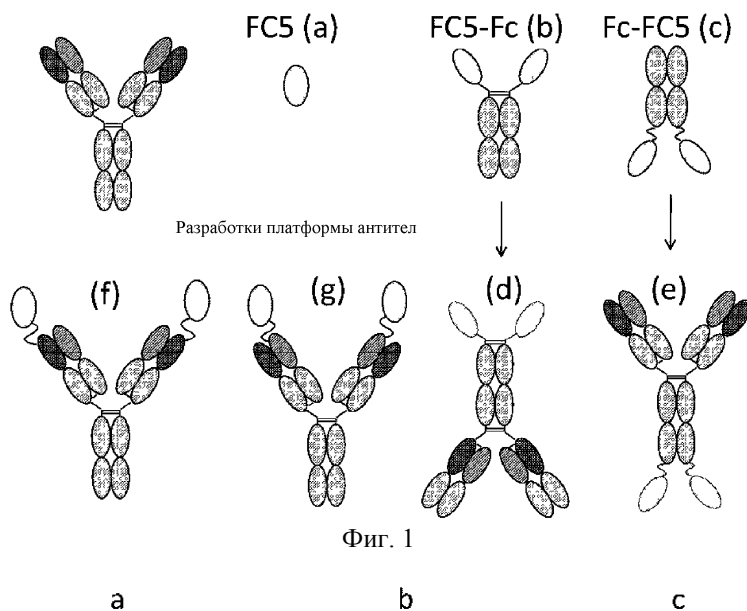 FC5 (a) FC5-Fc (b) Fc-FC5 (c)
Разработки платформы антител
(f) (g) (d) (e)
Фиг. 1
a b c